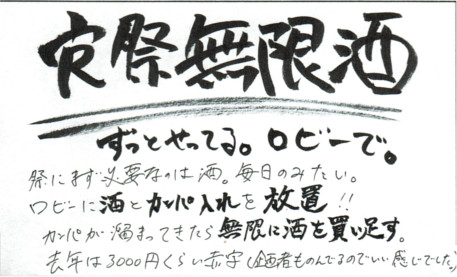 穴祭無限酒
ずっとやってる。ロビーで。
祭にまず必要なのは酒。毎日のみたい。
ロビーに酒とカンパ入れを放置!!
カンパが溜まってきたら無限に酒を買い足す。
去年は3000円くらい赤字(企画者ものんでるのでいい感じでした)